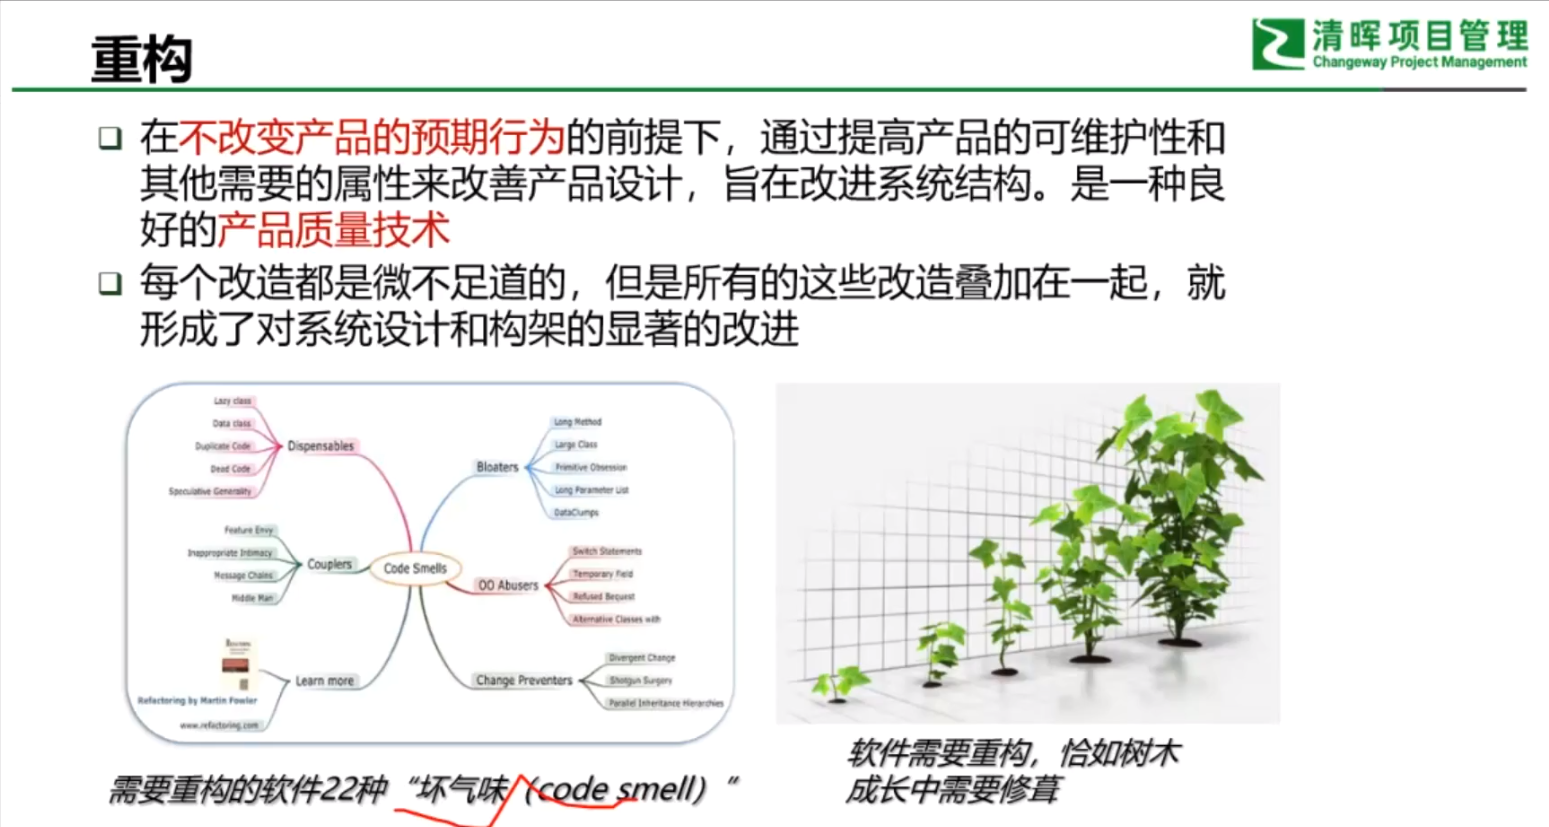 重构
清晖项目管理
Changeway Project Management
在不改变产品的预期行为的前提下，通过提高产品的可维护性和
其他需要的属性来改善产品设计，旨在改进系统结构。是一种良
好的产品质量技术
每个改造都是微不足道的，但是所有的这些改造叠加在一起，就
形成了对系统设计和构架的显著的改进
Lazy class
Data class
Duplicate Code
Dead Code
Speculative Generality
Dispensables
Feature Envy
Inappropriate Intimacy
Message Chains
Middle Man
Couplers
Code Smells
Bloaters
Long Method
Large Class
Primitive Obsession
Long Parameter List
DataClumps
OO Abusers
Switch Statements
Temporary Field
Refused Bequest
Alternative Classes with
Change Preventers
Divergent Change
Shotgun Surgery
Parallel Inheritance Hierarchies
Learn more
Refactoring by Martin Fowler
www.refactoring.com
需要重构的软件22种“坏气味（code smell）”
软件需要重构，恰如树木
成长中需要修葺